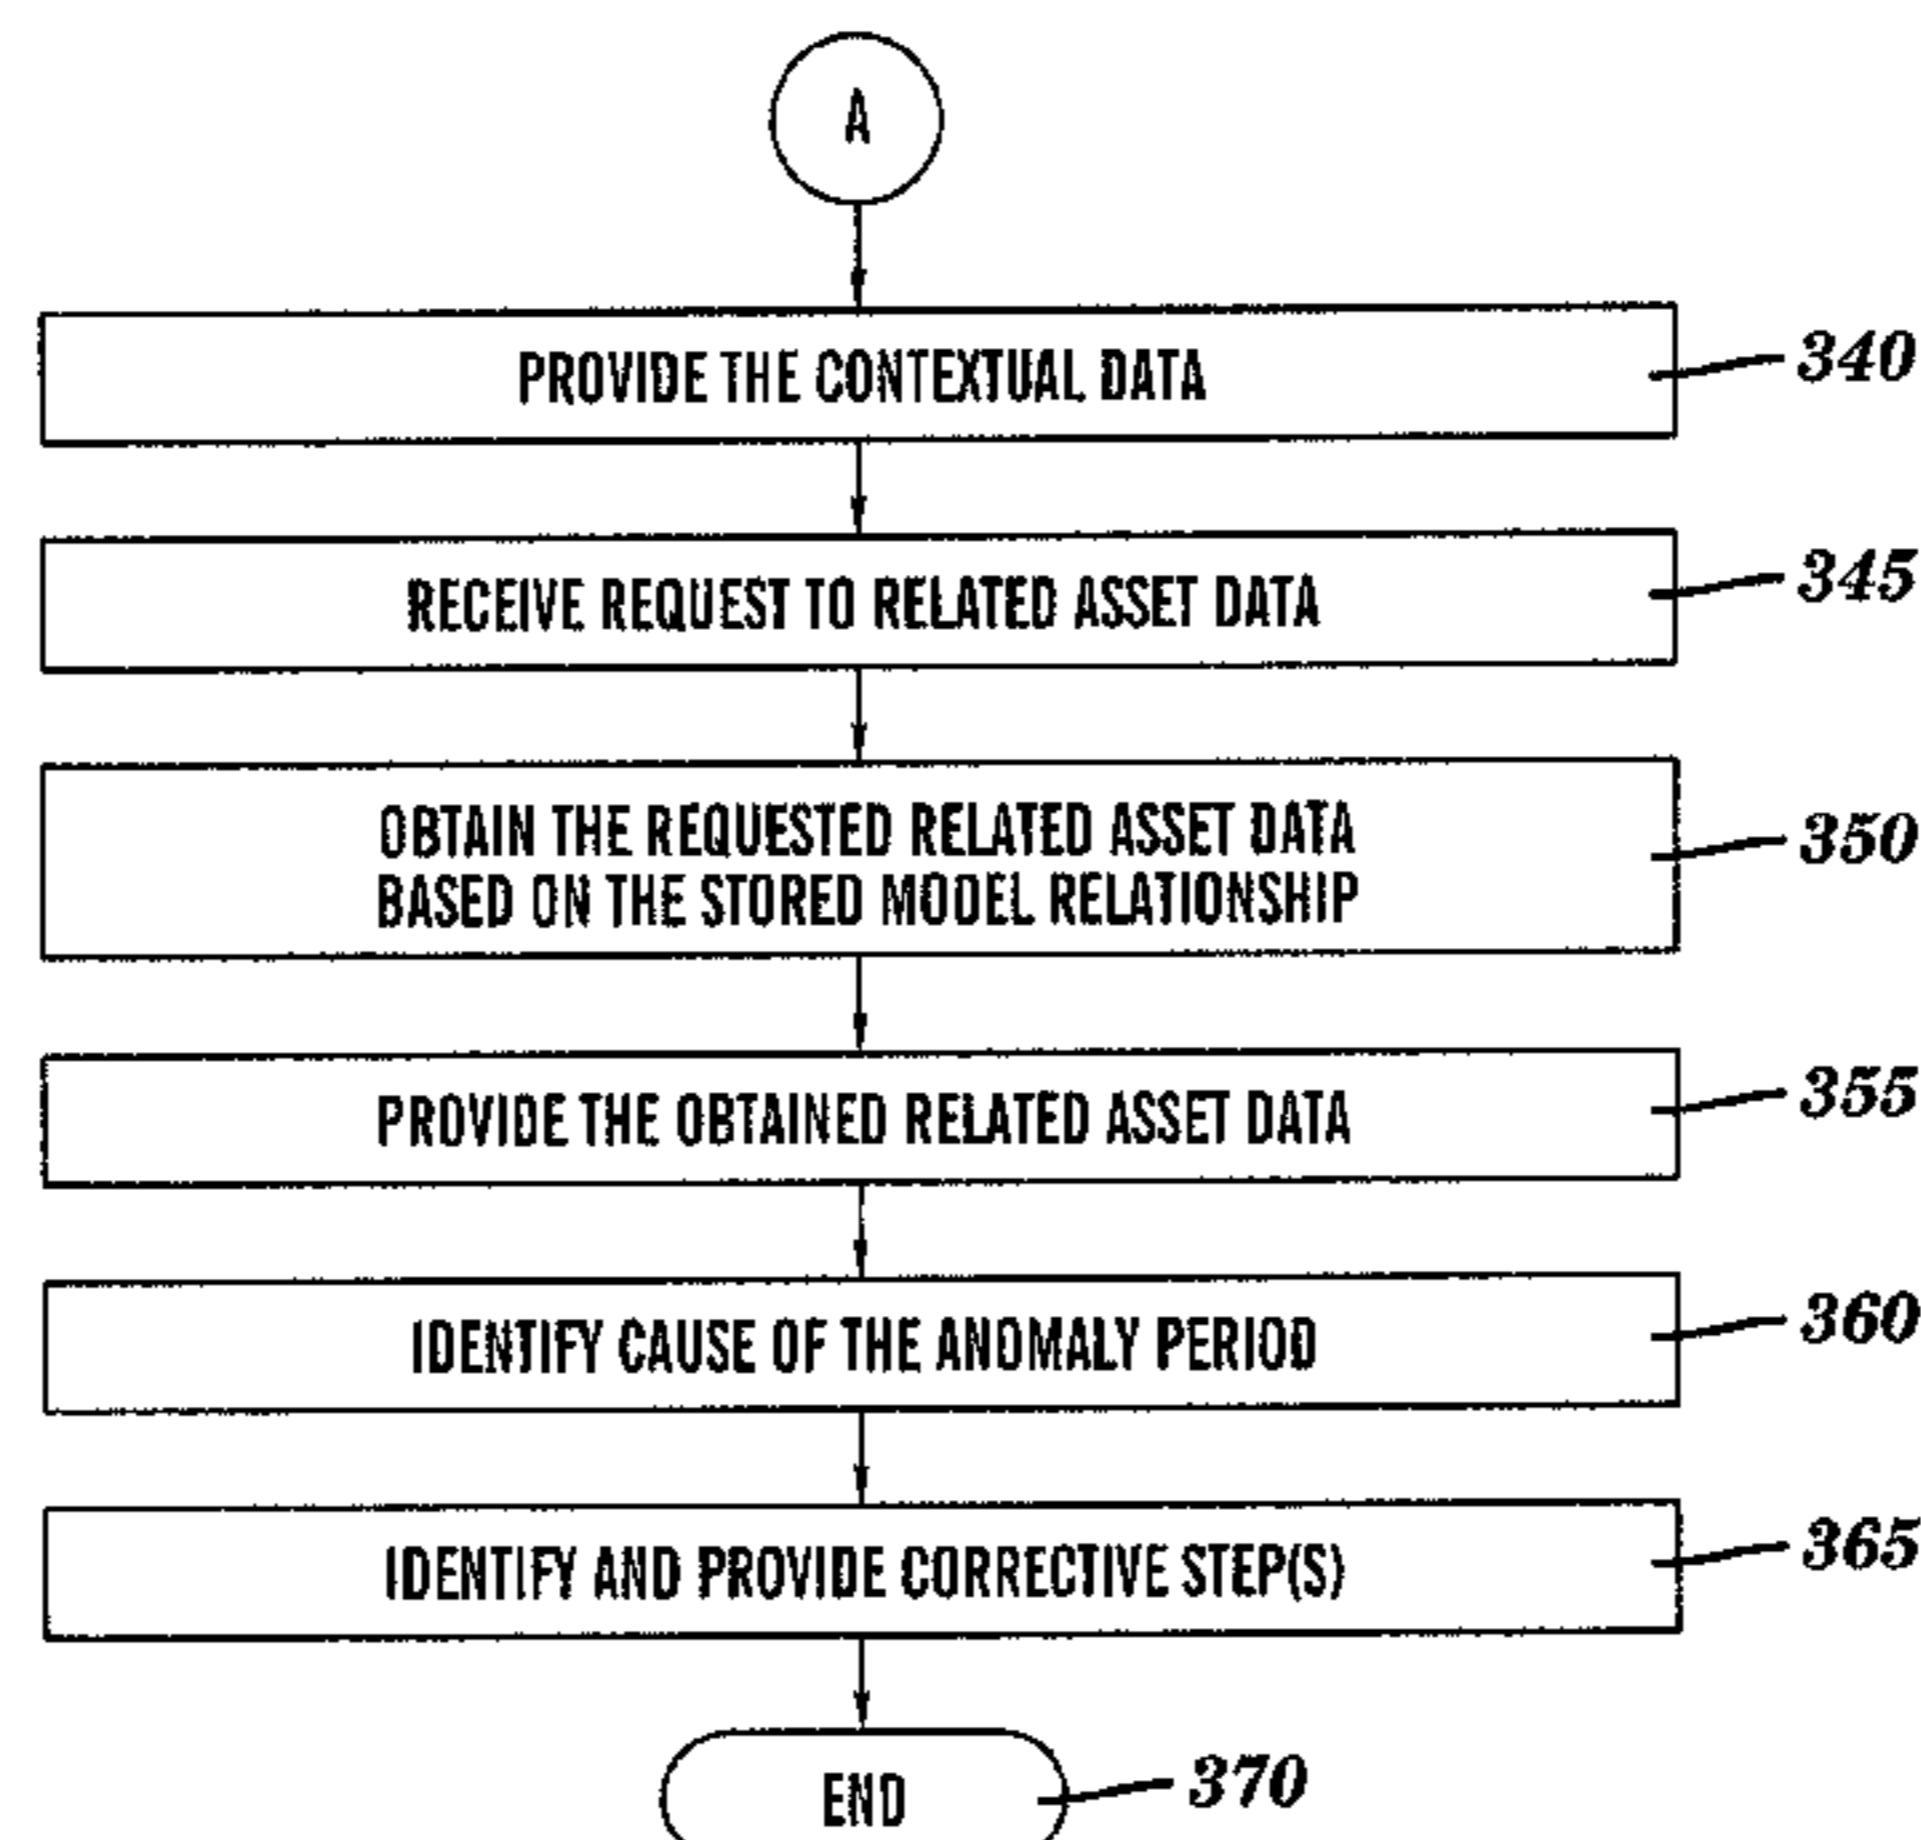 A
PROVIDE THE CONTEXTUAL DATA
340
RECEIVE REQUEST TO RELATED ASSET DATA
345
OBTAIN THE REQUESTED RELATED ASSET DATA
BASED ON THE STORED MODEL RELATIONSHIP
350
PROVIDE THE OBTAINED RELATED ASSET DATA
355
IDENTIFY CAUSE OF THE ANOMALY PERIOD
360
IDENTIFY AND PROVIDE CORRECTIVE STEP(S)
365
END
370